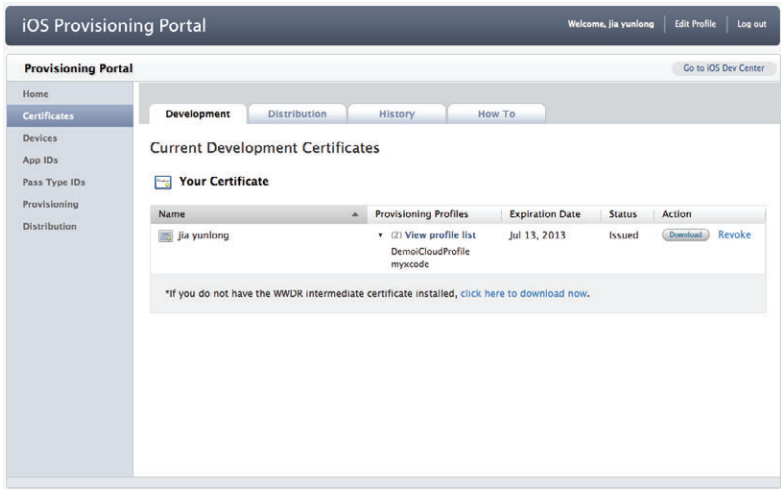 iOS Provisioning Portal
Welcome, jia yunlong Edit Profile Log out
Provisioning Portal
Go to iOS Dev Center
Home
Certificates
Devices
App IDs
Pass Type IDs
Provisioning
Distribution
Development Distribution History How To
Current Development Certificates
Your Certificate
Name Provisioning Profiles Expiration Date Status Action
jia yunlong (2) View profile list Jul 13, 2013 Issued Download Revoke
DemoiCloudProfile
myxcode
*If you do not have the WWDR intermediate certificate installed, click here to download now.